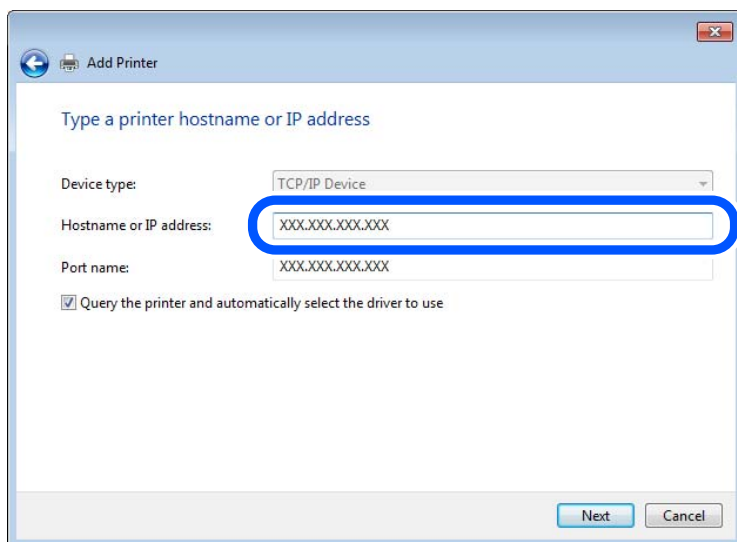 Add Printer
Type a printer hostname or IP address
Device type: TCP/IP Device
Hostname or IP address: XXX.XXX.XXX.XXX
Port name: XXX.XXX.XXX.XXX
Query the printer and automatically select the driver to use
Next Cancel